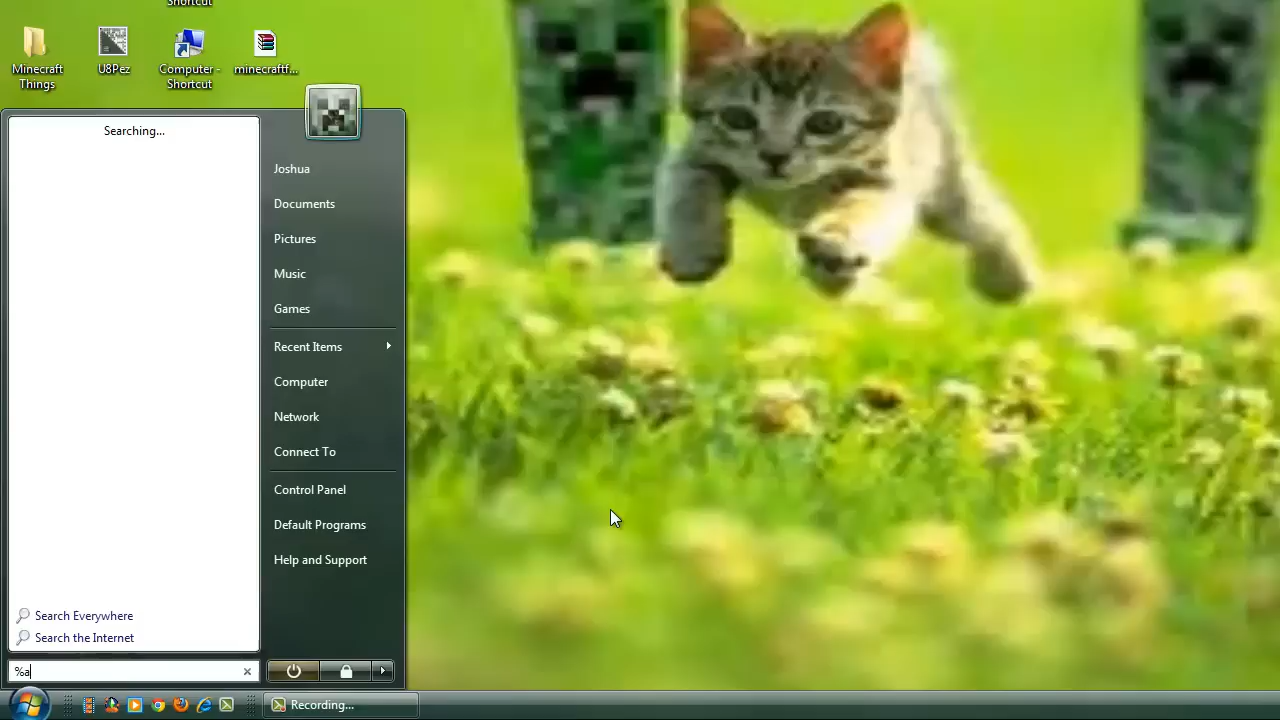 Shortcut
Minecraft
Things
U8Pez
Computer -
Shortcut
minecraftf...
Searching...
Joshua
Documents
Pictures
Music
Games
Recent Items
Computer
Network
Connect To
Control Panel
Default Programs
Help and Support
Search Everywhere
Search the Internet
%a
Recording...